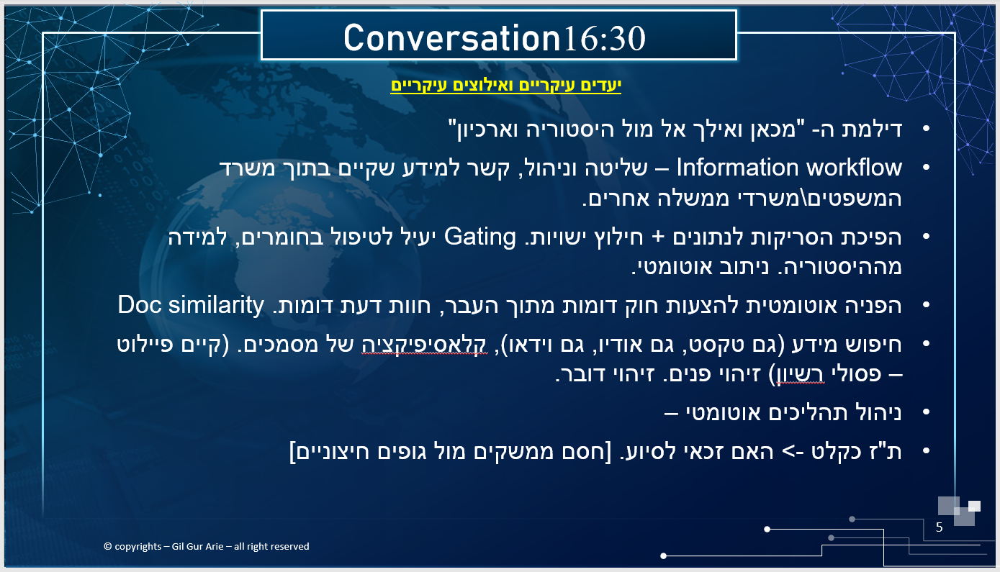 Conversation16:30
יעדים עיקריים ואילוצים עיקריים
• דילמת ה- "מכאן ואילך אל מול היסטוריה וארכיון"
• Information workflow – שליטה וניהול, קשר למידע שקיים בתוך משרד
המשפטים\משרדי ממשלה אחרים.
• הפיכת הסריקות לנתונים + חילוץ ישויות. Gating יעיל לטיפול בחומרים, למידה
מההיסטוריה. ניתוב אוטומטי.
• הפניה אוטומטית להצעות חוק דומות מתוך העבר, חוות דעת דומות. Doc similarity
• חיפוש מידע (גם טקסט, גם אודיו, גם וידאו), קלאסיפיקציה של מסמכים. (קיים פיילוט
– פסולי רשיון) זיהוי פנים. זיהוי דובר.
• ניהול תהליכים אוטומטי –
• ת"ז כקלט -> האם זכאי לסיוע. [חסם ממשקים מול גופים חיצוניים]
5
© copyrights – Gil Gur Arie – all right reserved